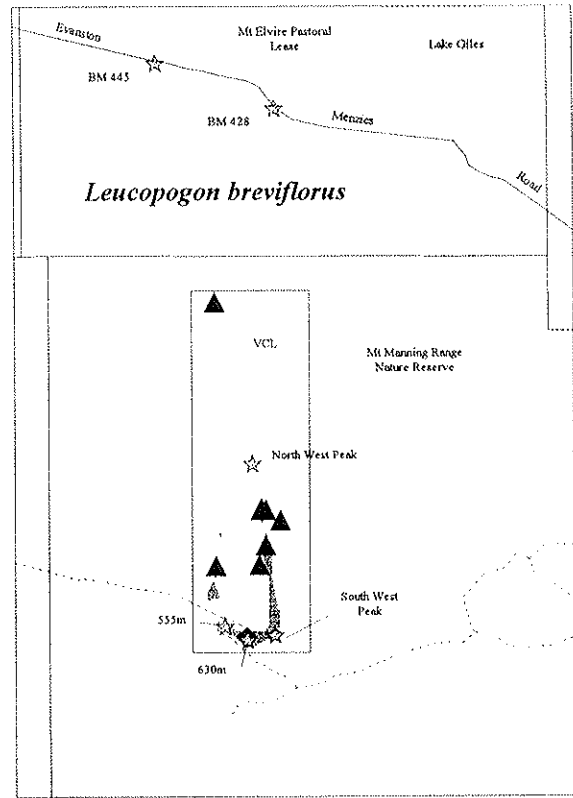 Mt Elvire Pastoral
Lease
Lake Giles
Evanston
BM 445
BM 428
Menzies
Road
Leucopogon breviflorus
VCL
Mt Manning Range
Nature Reserve
North West Peak
South West
Peak
555m
630m